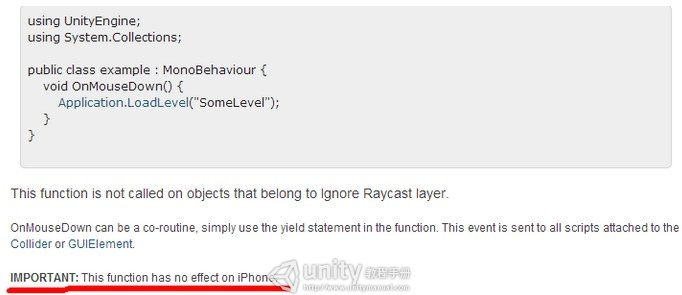 using UnityEngine;
using System.Collections;
public class example : MonoBehaviour {
void OnMouseDown() {
Application.LoadLevel("SomeLevel");
}
}
This function is not called on objects that belong to Ignore Raycast layer.
OnMouseDown can be a co-routine, simply use the yield statement in the function. This event is sent to all scripts attached to the
Collider or GUIElement.
IMPORTANT: This function has no effect on iPhone.
unity 教程手册